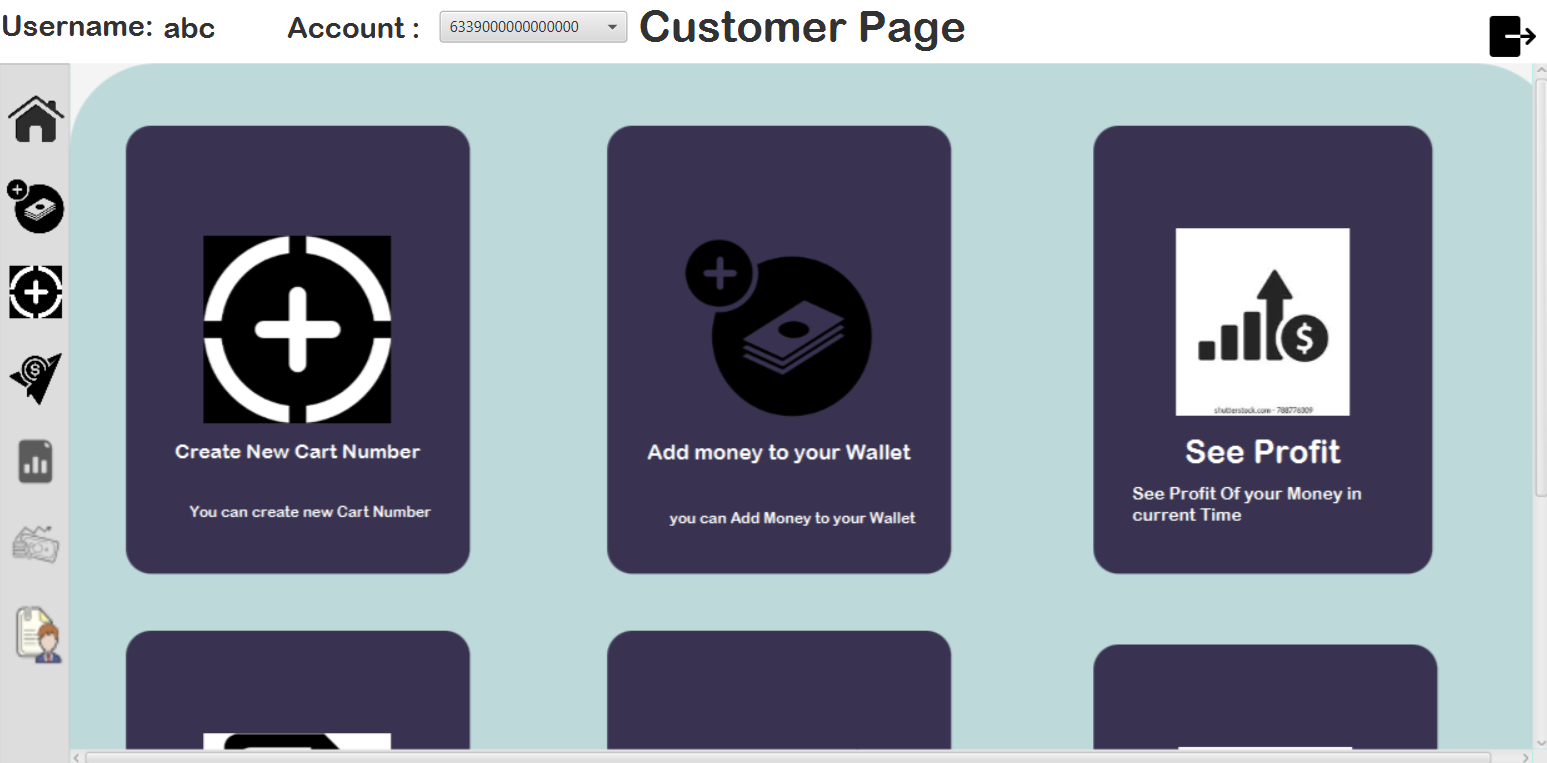 Username: abc
Account :
6339000000000000
Customer Page
Create New Cart Number
You can create new Cart Number
Add money to your Wallet
you can Add Money to your Wallet
shutterstock.com - 788776309
See Profit
See Profit Of your Money in
current Time